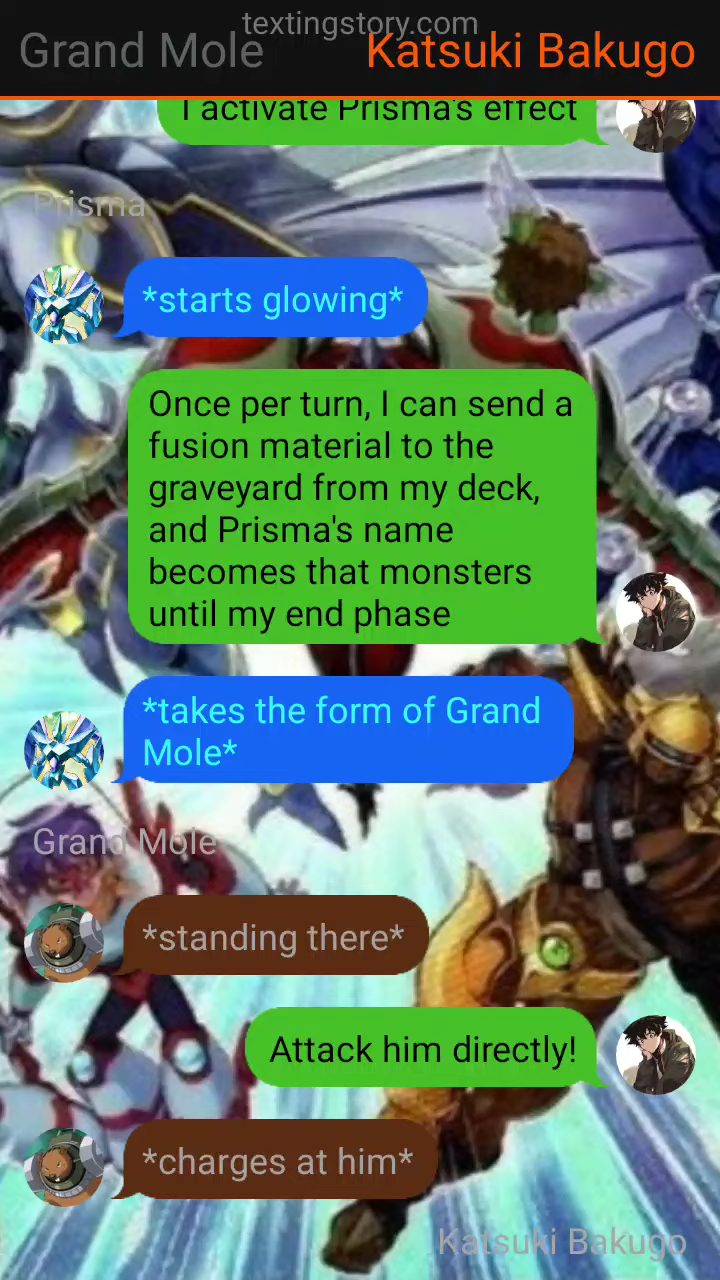 textingstory.com
Grand Mole
Katsuki Bakugo
I activate Prisma's effect
Prisma
*starts glowing*
Once per turn, I can send a
fusion material to the
graveyard from my deck,
and Prisma's name
becomes that monsters
until my end phase
*takes the form of Grand
Mole*
Grand Mole
*standing there*
Attack him directly!
*charges at him*
Katsuki Bakugo